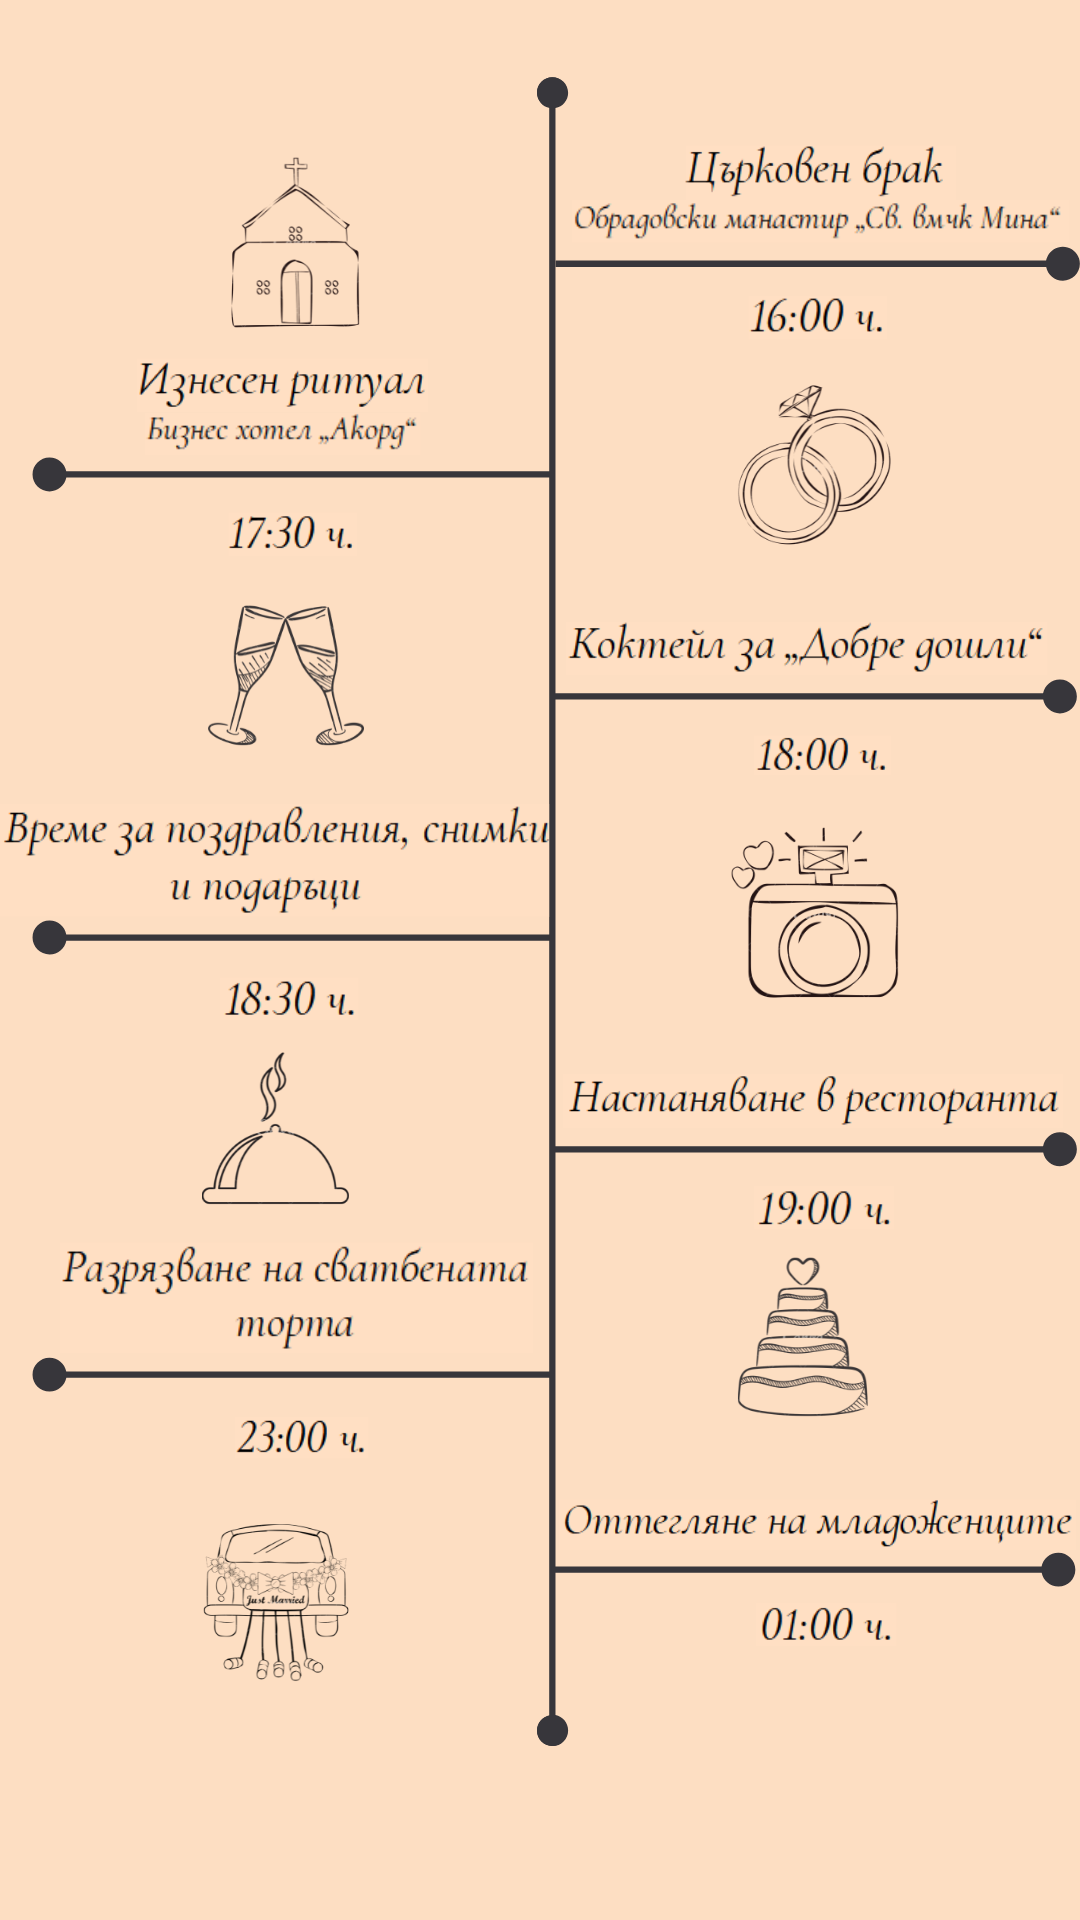 Църковен брак
Обрадовски манастир „Св. вмчк Мина“
16:00 ч.
Изнесен ритуал
Бизнес хотел „Акорд“
17:30 ч.
Коктейл за „Добре дошли“
18:00 ч.
Време за поздравления, снимки
и подаръци
18:30 ч.
Настаняване в ресторанта
19:00 ч.
Разрязване на сватбената
торта
23:00 ч.
Оттегляне на младоженците
01:00 ч.
Just Married